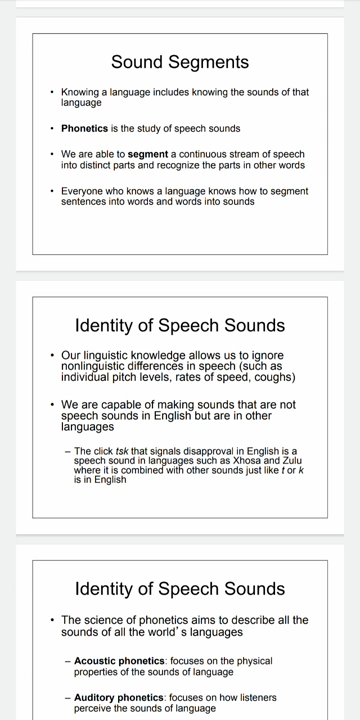 Sound Segments
• Knowing a language includes knowing the sounds of that
language
• Phonetics is the study of speech sounds
• We are able to segment a continuous stream of speech
into distinct parts and recognize the parts in other words
• Everyone who knows a language knows how to segment
sentences into words and words into sounds
Identity of Speech Sounds
• Our linguistic knowledge allows us to ignore
nonlinguistic differences in speech (such as
individual pitch levels, rates of speed, coughs)
• We are capable of making sounds that are not
speech sounds in English but are in other
languages
– The click tsk that signals disapproval in English is a
speech sound in languages such as Xhosa and Zulu
where it is combined with other sounds just like t or k
is in English
Identity of Speech Sounds
• The science of phonetics aims to describe all the
sounds of all the world's languages
– Acoustic phonetics: focuses on the physical
properties of the sounds of language
– Auditory phonetics: focuses on how listeners
perceive the sounds of language